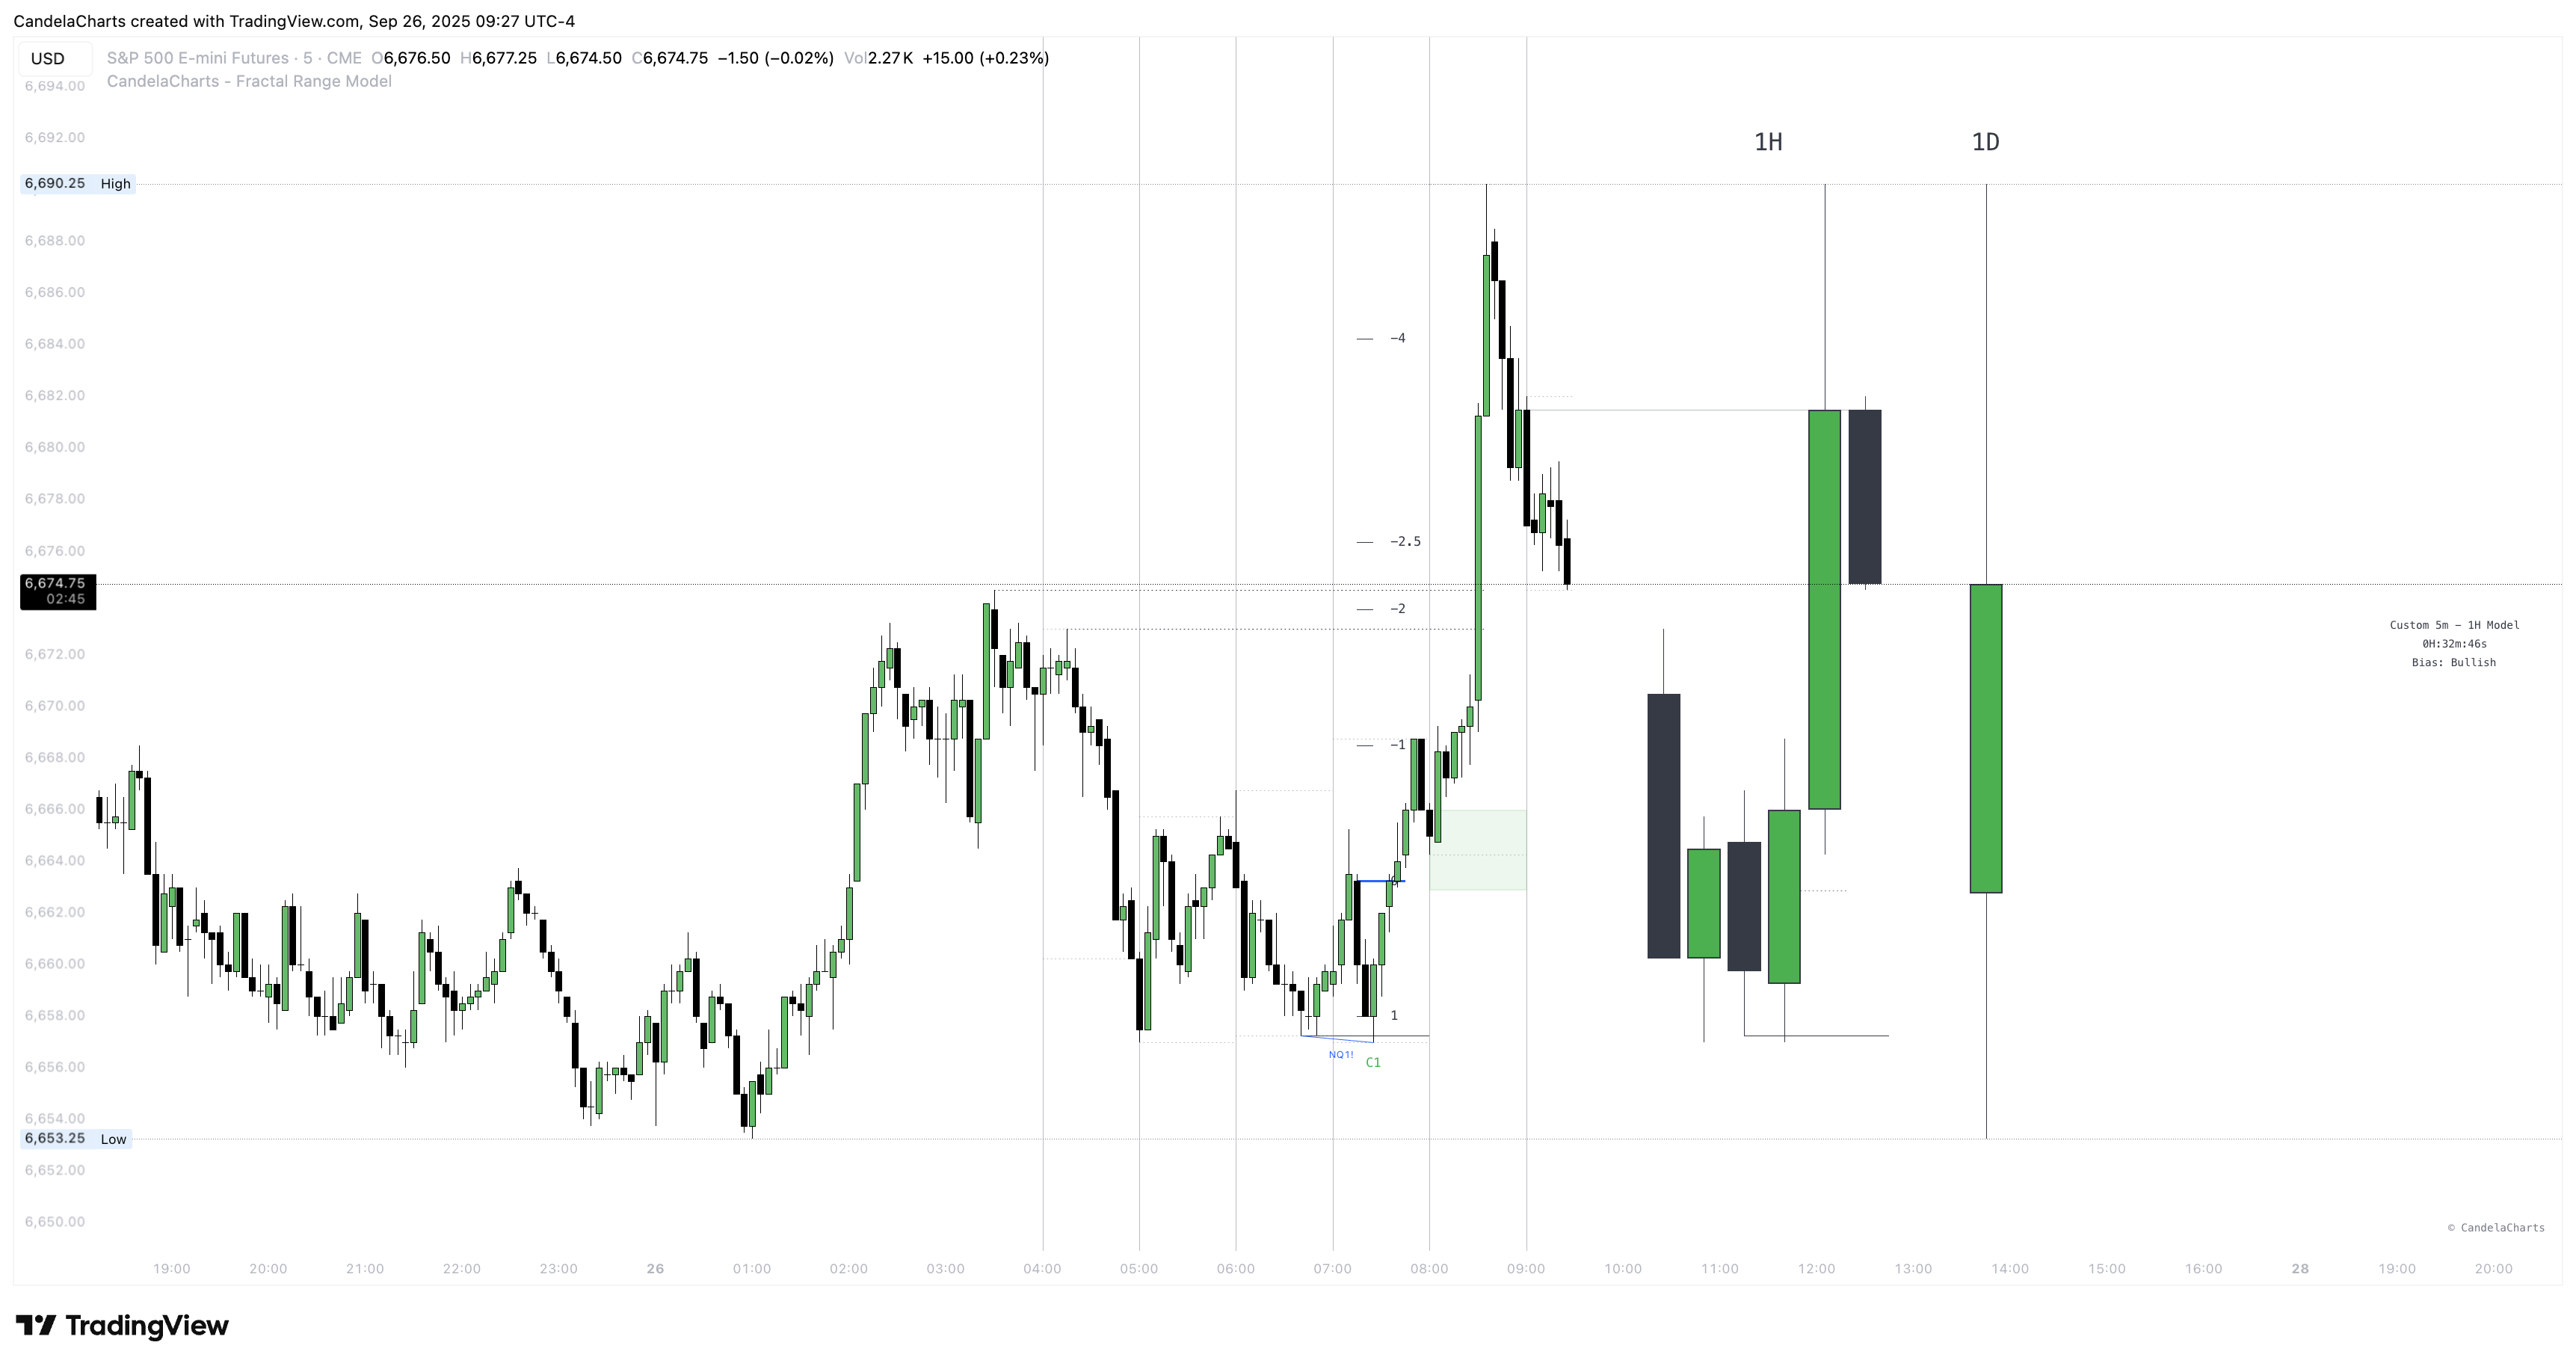 CandelaCharts created with TradingView.com, Sep 26, 2025 09:27 UTC-4
USD
S&P 500 E-mini Futures · 5 · CME O6,676.50 H6,677.25 L6,674.50 C6,674.75 −1.50 (−0.02%) Vol2.27 K +15.00 (+0.23%)
CandelaCharts - Fractal Range Model
6,694.00
6,692.00
1H 1D
6,690.25 High
6,688.00
6,686.00
6,684.00
−4
6,682.00
6,680.00
6,678.00
6,676.00
−2.5
6,674.75
02:45
−2
Custom 5m − 1H Model
0H:32m:46s
Bias: Bullish
6,672.00
6,670.00
6,668.00
−1
6,666.00
6,664.00
6,662.00
6,660.00
6,658.00
1
NQ1!
C1
6,656.00
6,654.00
6,653.25 Low
6,652.00
6,650.00
© CandelaCharts
19:00 20:00 21:00 22:00 23:00 26 01:00 02:00 03:00 04:00 05:00 06:00 07:00 08:00 09:00 10:00 11:00 12:00 13:00 14:00 15:00 16:00 28 19:00 20:00
TradingView